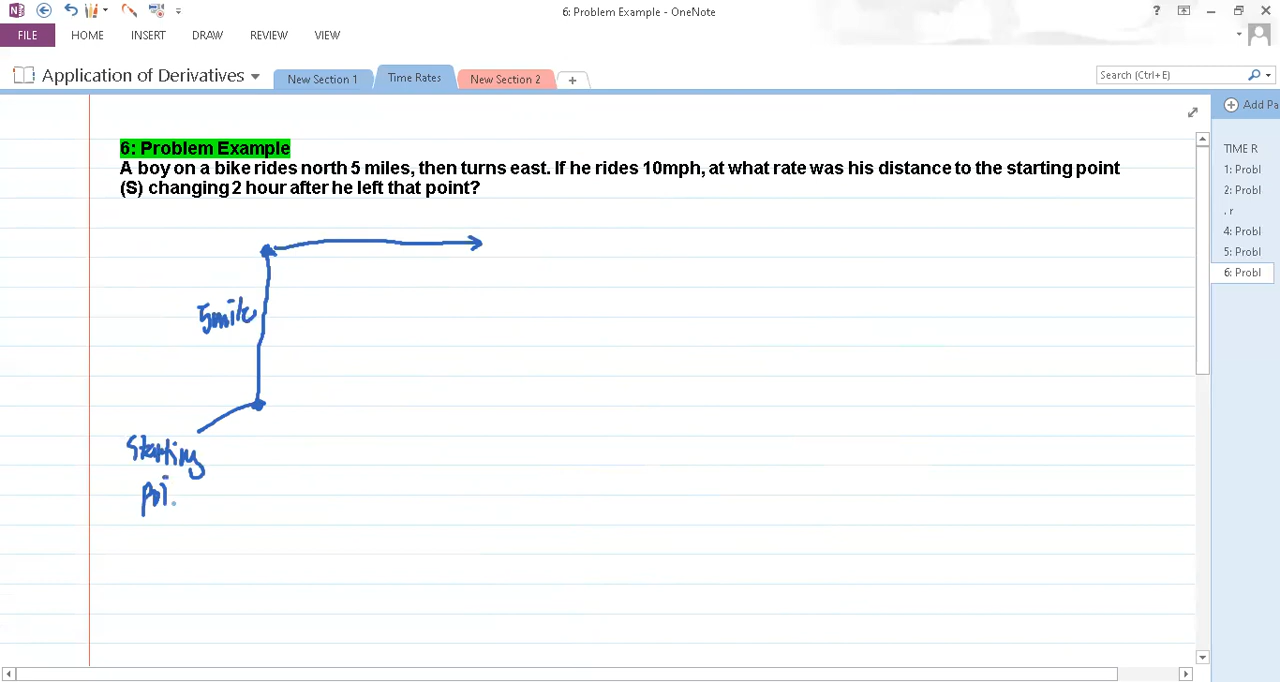 6: Problem Example - OneNote
?
FILE HOME INSERT DRAW REVIEW VIEW
Application of Derivatives New Section 1 Time Rates New Section 2 +
Search (Ctrl+E)
Add Pa
6: Problem Example
A boy on a bike rides north 5 miles, then turns east. If he rides 10mph, at what rate was his distance to the starting point
(S) changing 2 hour after he left that point?
TIME R
1: Probl
2: Probl
. r
4: Probl
5: Probl
6: Probl
5mile
Starting
poi